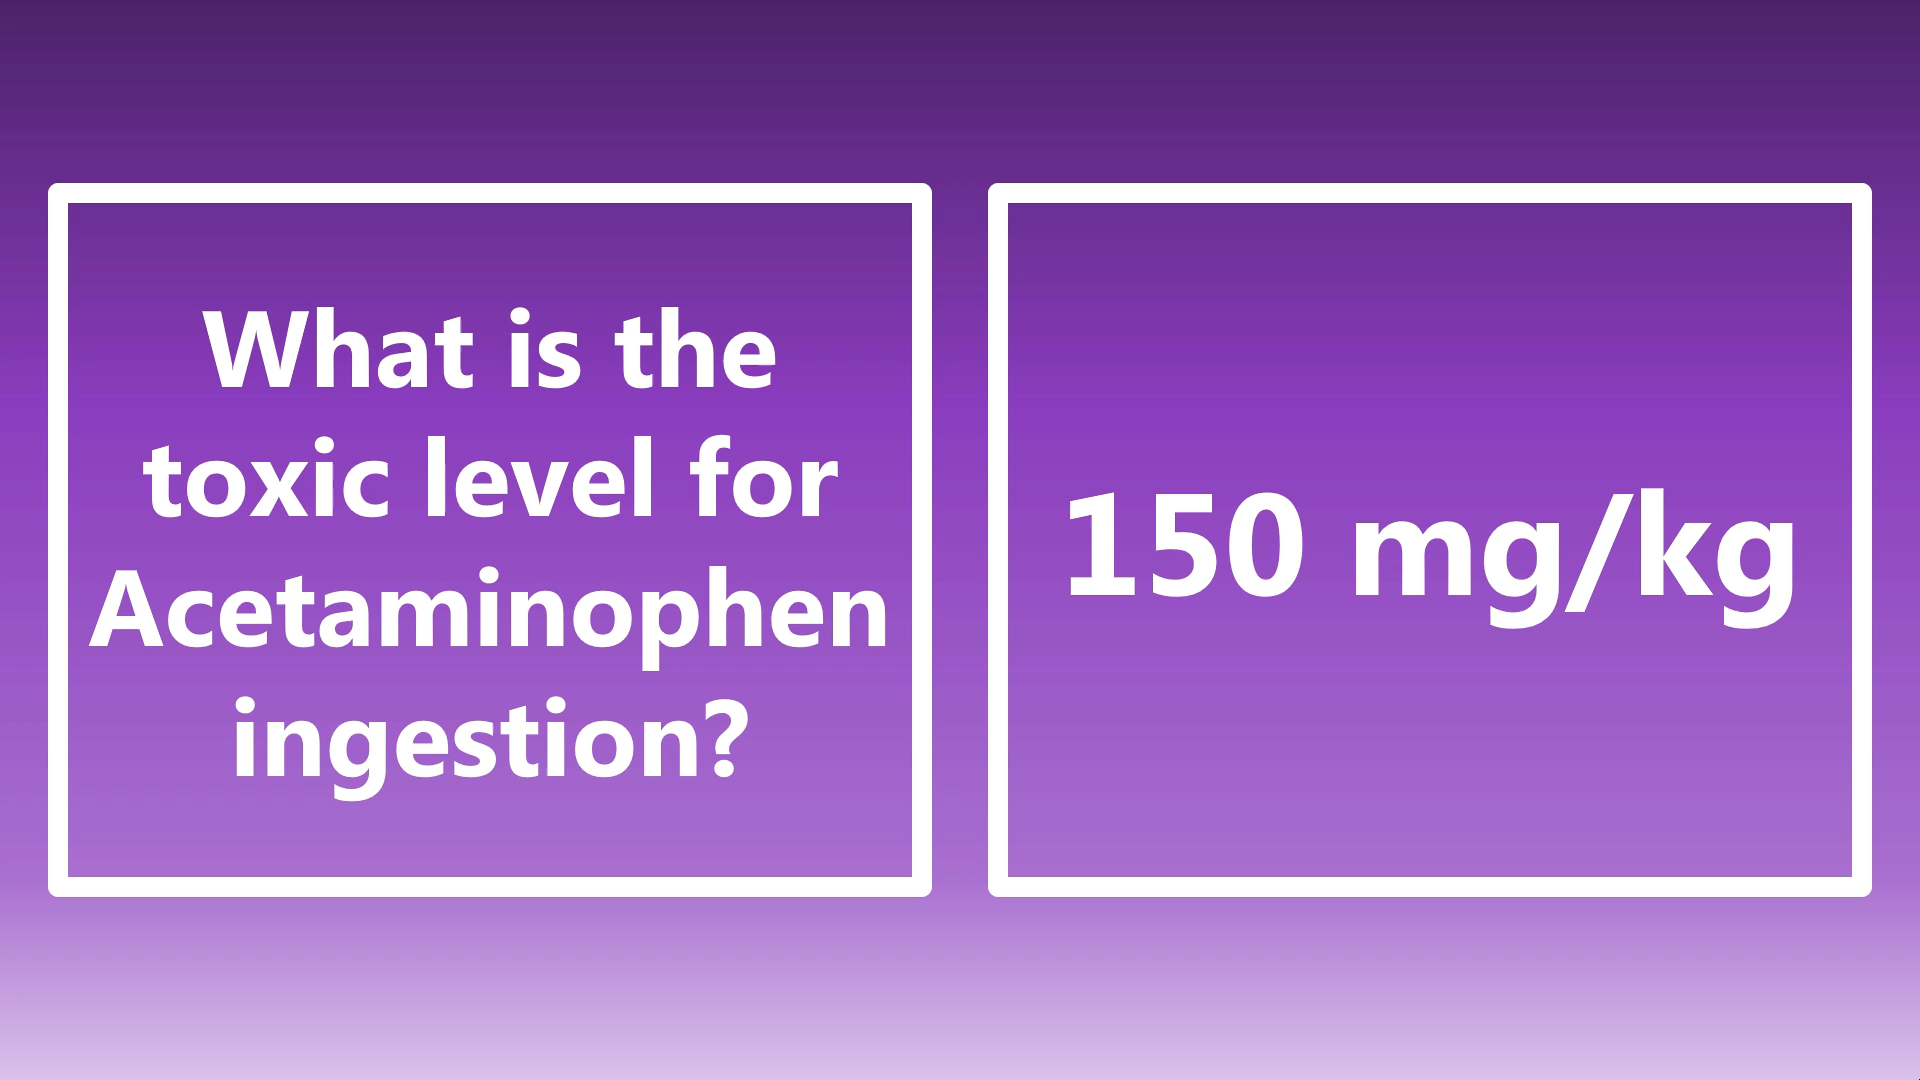 What is the
toxic level for
Acetaminophen
ingestion?
150 mg/kg